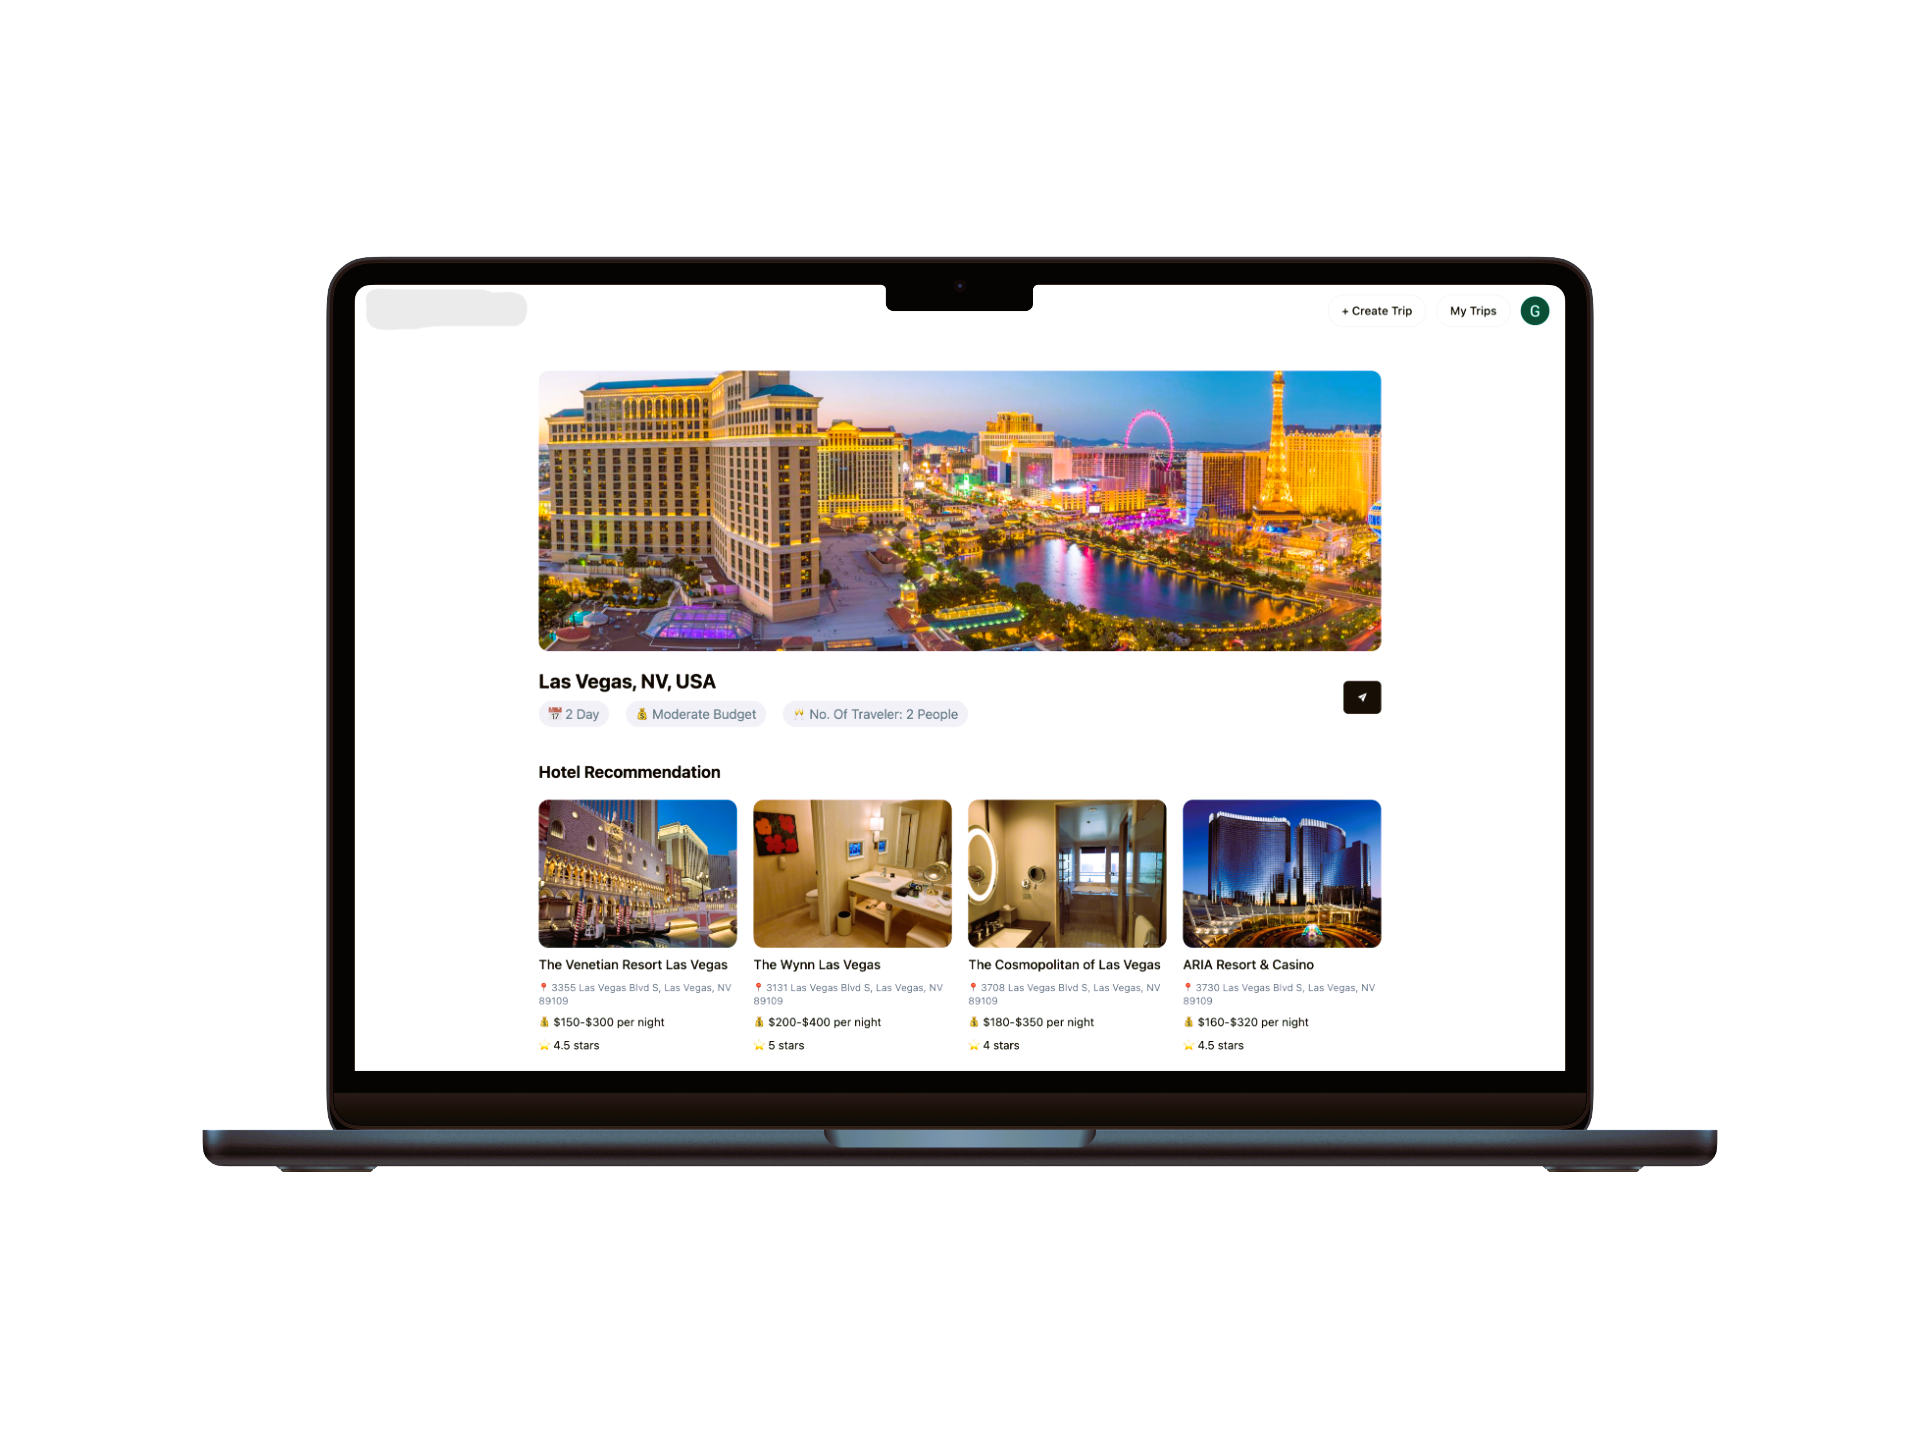 + Create Trip
My Trips
G
Las Vegas, NV, USA
📅 2 Day
💰 Moderate Budget
🥂 No. Of Traveler: 2 People
Hotel Recommendation
The Venetian Resort Las Vegas
📍 3355 Las Vegas Blvd S, Las Vegas, NV
89109
💰 $150-$300 per night
⭐ 4.5 stars
The Wynn Las Vegas
📍 3131 Las Vegas Blvd S, Las Vegas, NV
89109
💰 $200-$400 per night
⭐ 5 stars
The Cosmopolitan of Las Vegas
📍 3708 Las Vegas Blvd S, Las Vegas, NV
89109
💰 $180-$350 per night
⭐ 4 stars
ARIA Resort & Casino
📍 3730 Las Vegas Blvd S, Las Vegas, NV
89109
💰 $160-$320 per night
⭐ 4.5 stars